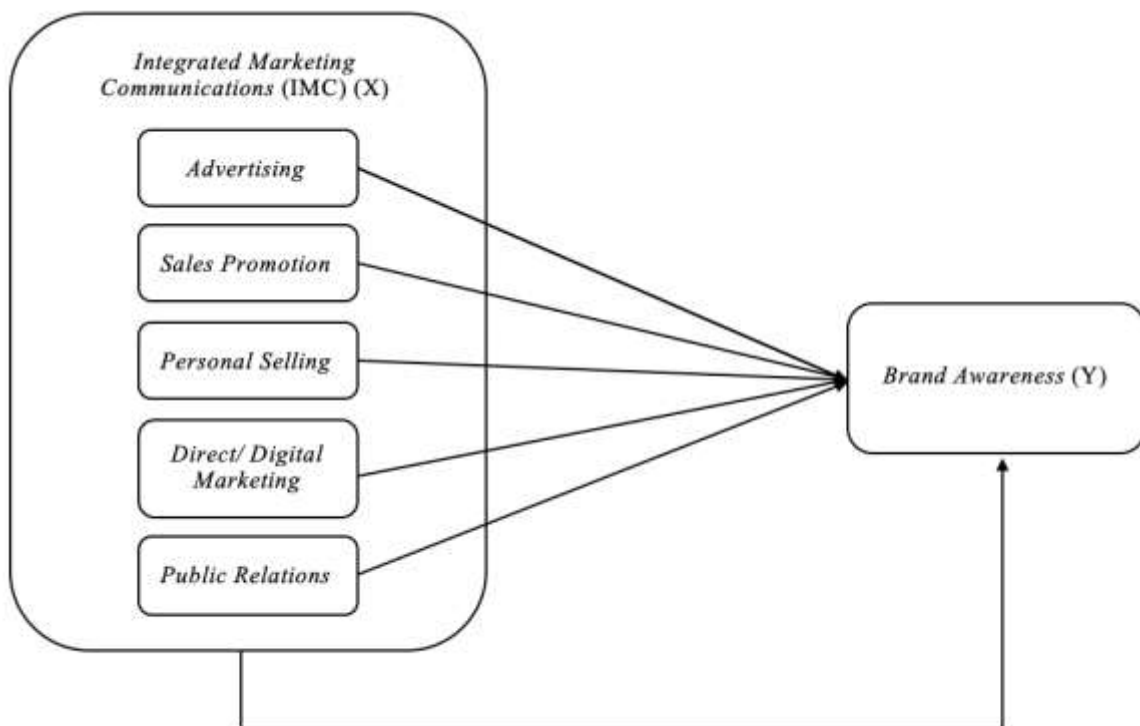 Integrated Marketing
Communications (IMC) (X)
Advertising
Sales Promotion
Personal Selling
Direct/ Digital
Marketing
Public Relations
Brand Awareness (Y)